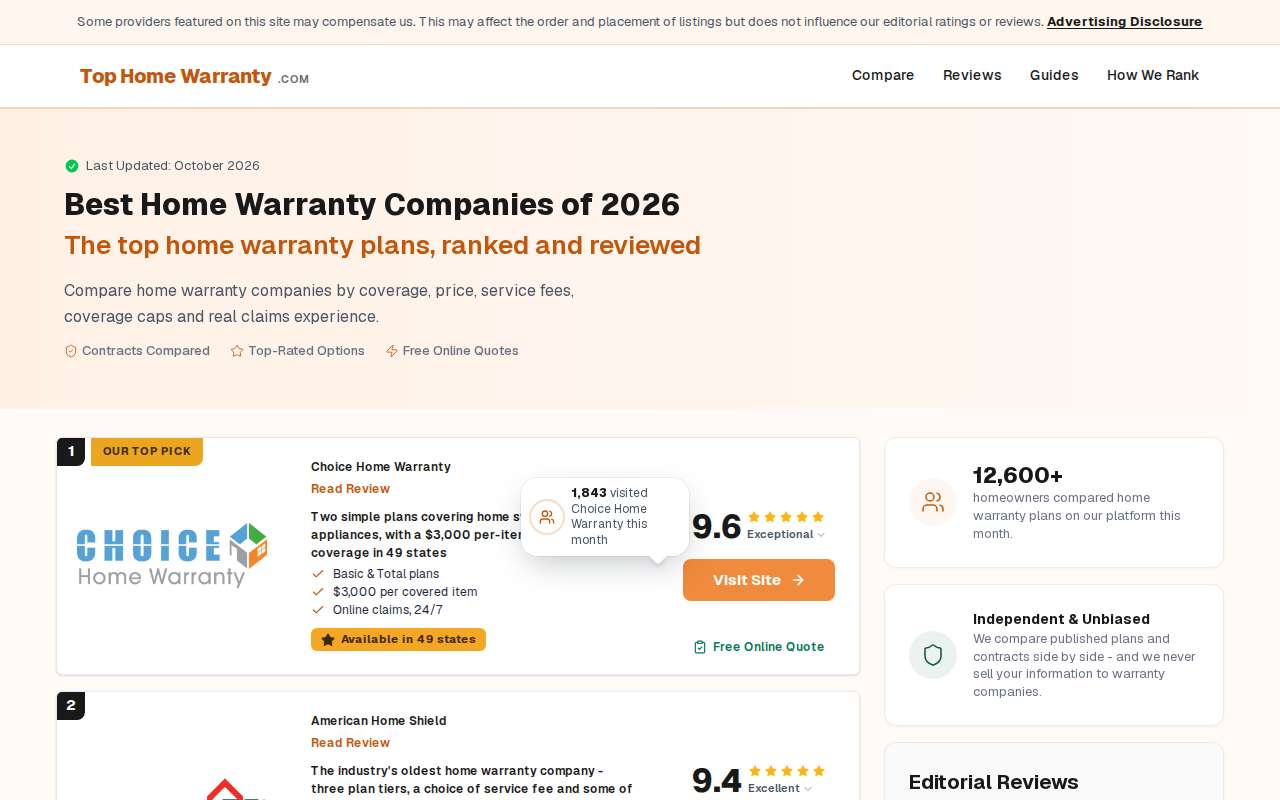 Some providers featured on this site may compensate us. This may affect the order and placement of listings but does not influence our editorial ratings or reviews. Advertising Disclosure
Top Home Warranty .COM
Compare Reviews Guides How We Rank
Last Updated: October 2026
Best Home Warranty Companies of 2026
The top home warranty plans, ranked and reviewed
Compare home warranty companies by coverage, price, service fees,
coverage caps and real claims experience.
Contracts Compared Top-Rated Options Free Online Quotes
1 OUR TOP PICK
CHOICE
Home Warranty
Choice Home Warranty
Read Review
Two simple plans covering home s
appliances, with a $3,000 per-iter
coverage in 49 states
Basic & Total plans
$3,000 per covered item
Online claims, 24/7
Available in 49 states
1,843 visited
Choice Home
Warranty this
month
9.6
Exceptional
Visit Site
Free Online Quote
2
American Home Shield
Read Review
The industry's oldest home warranty company -
three plan tiers, a choice of service fee and some of
9.4
Excellent
12,600+
homeowners compared home
warranty plans on our platform this
month.
Independent & Unbiased
We compare published plans and
contracts side by side - and we never
sell your information to warranty
companies.
Editorial Reviews